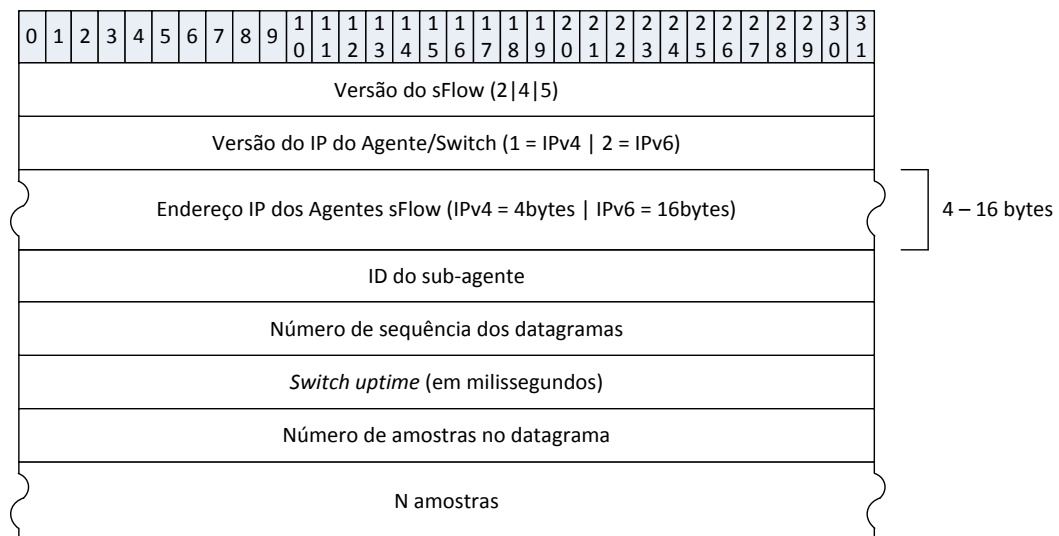 0 1 2 3 4 5 6 7 8 9 10 11 12 13 14 15 16 17 18 19 20 21 22 23 24 25 26 27 28 29 30 31
Versão do sFlow (2|4|5)
Versão do IP do Agente/Switch (1 = IPv4 | 2 = IPv6)
Endereço IP dos Agentes sFlow (IPv4 = 4bytes | IPv6 = 16bytes)
4 – 16 bytes
ID do sub-agente
Número de sequência dos datagramas
Switch uptime (em milissegundos)
Número de amostras no datagrama
N amostras